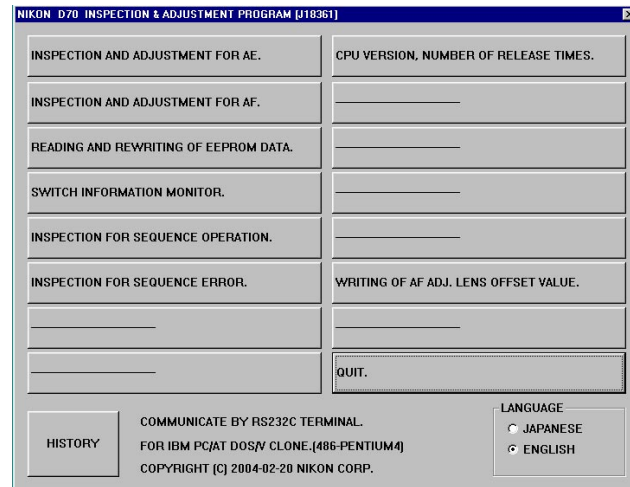 NIKON D70 INSPECTION & ADJUSTMENT PROGRAM [J18361]
INSPECTION AND ADJUSTMENT FOR AE.
INSPECTION AND ADJUSTMENT FOR AF.
READING AND REWRITING OF EEPROM DATA.
SWITCH INFORMATION MONITOR.
INSPECTION FOR SEQUENCE OPERATION.
INSPECTION FOR SEQUENCE ERROR.
CPU VERSION, NUMBER OF RELEASE TIMES.
WRITING OF AF ADJ. LENS OFFSET VALUE.
QUIT.
HISTORY
COMMUNICATE BY RS232C TERMINAL.
FOR IBM PC/AT DOS/V CLONE.(486-PENTIUM4)
COPYRIGHT (C) 2004-02-20 NIKON CORP.
LANGUAGE
JAPANESE
ENGLISH